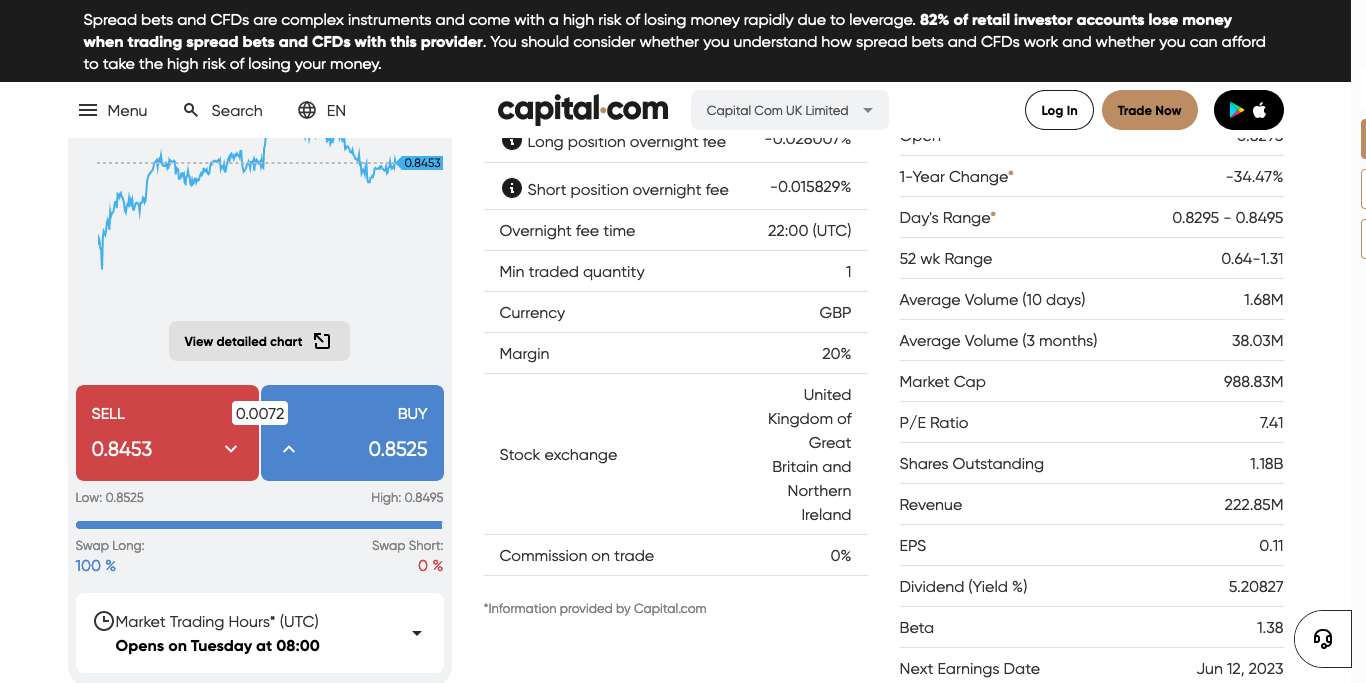 Spread bets and CFDs are complex instruments and come with a high risk of losing money rapidly due to leverage. 82% of retail investor accounts lose money
when trading spread bets and CFDs with this provider. You should consider whether you understand how spread bets and CFDs work and whether you can afford
to take the high risk of losing your money.
Menu
Search
EN
capital.com
Capital Com UK Limited
Log In
Trade Now
0.8453
View detailed chart
SELL
0.8453
0.0072
BUY
0.8525
Low: 0.8525
High: 0.8495
Swap Long:
100 %
Swap Short:
0 %
Market Trading Hours* (UTC)
Opens on Tuesday at 08:00
Long position overnight fee -0.028007%
Short position overnight fee -0.015829%
Overnight fee time 22:00 (UTC)
Min traded quantity 1
Currency GBP
Margin 20%
Stock exchange
United
Kingdom of
Great
Britain and
Northern
Ireland
Commission on trade 0%
*Information provided by Capital.com
Open 0.8295
1-Year Change* -34.47%
Day's Range* 0.8295 - 0.8495
52 wk Range 0.64-1.31
Average Volume (10 days) 1.68M
Average Volume (3 months) 38.03M
Market Cap 988.83M
P/E Ratio 7.41
Shares Outstanding 1.18B
Revenue 222.85M
EPS 0.11
Dividend (Yield %) 5.20827
Beta 1.38
Next Earnings Date Jun 12, 2023